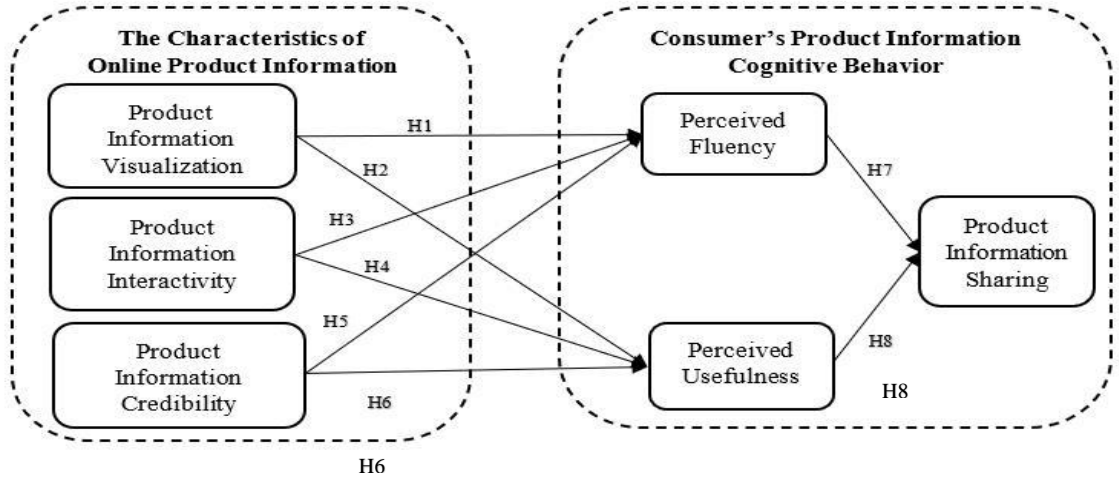 The Characteristics of
Online Product Information
Product
Information
Visualization
Product
Information
Interactivity
Product
Information
Credibility
H1
H2
H3
H4
H5
H6
H6
Consumer’s Product Information
Cognitive Behavior
Perceived
Fluency
Perceived
Usefulness
H7
H8
H8
Product
Information
Sharing